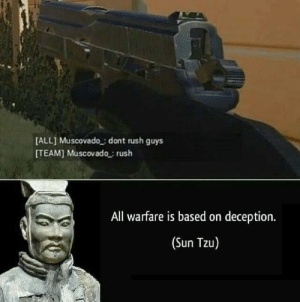 [ALL] Muscovado_: dont rush guys
[TEAM] Muscovado_: rush
All warfare is based on deception.
(Sun Tzu)